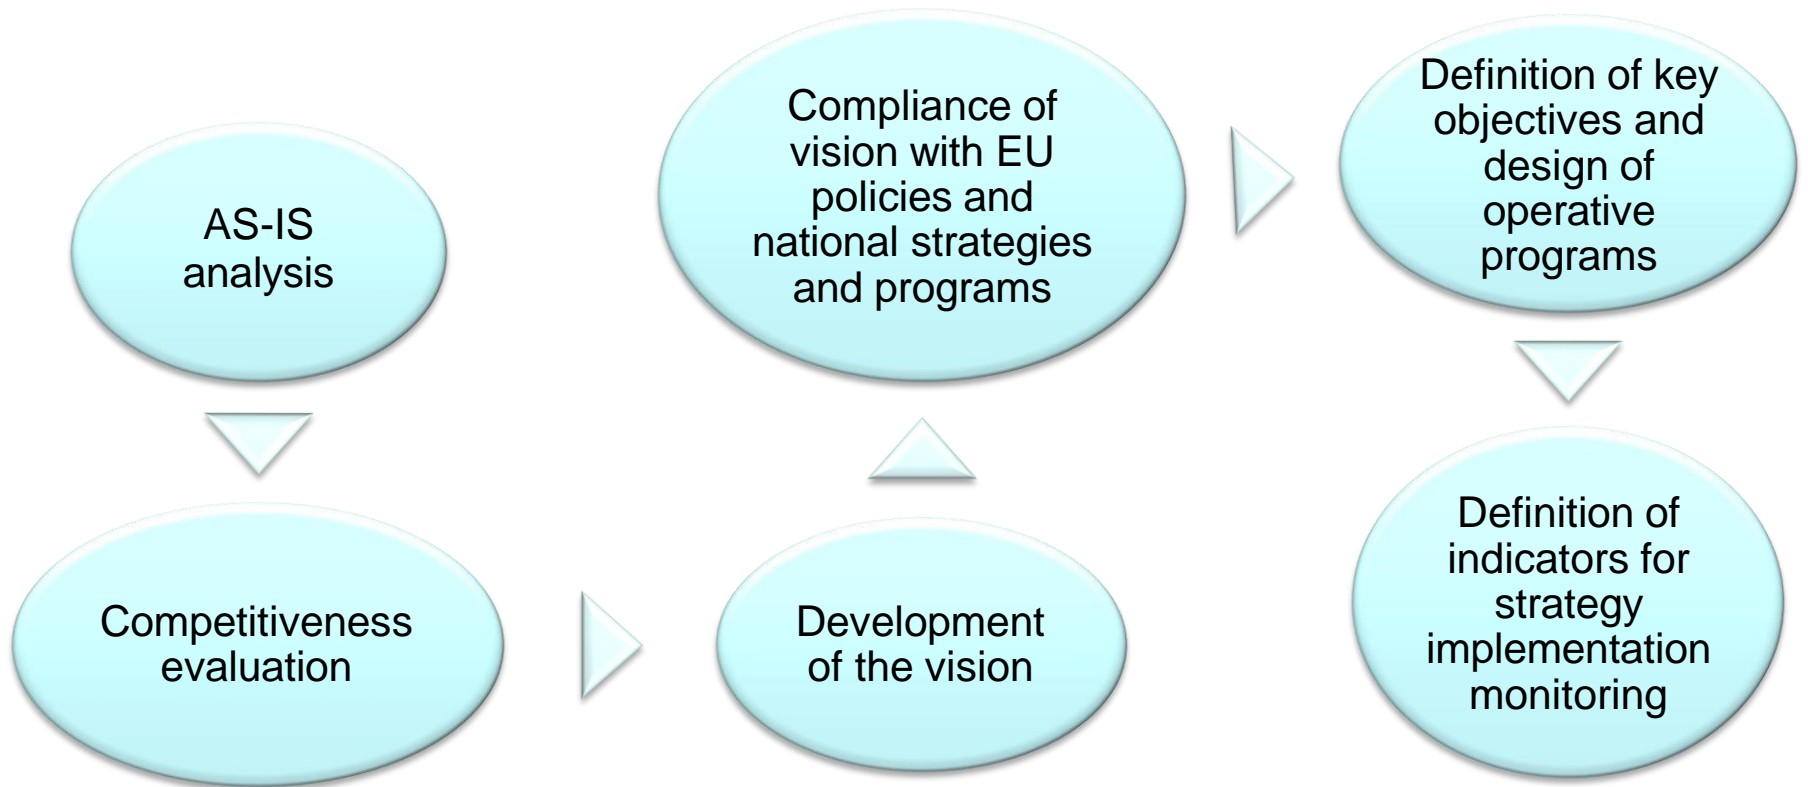 AS-IS
analysis
Competitiveness
evaluation
Development
of the vision
Compliance of
vision with EU
policies and
national strategies
and programs
Definition of key
objectives and
design of
operative
programs
Definition of
indicators for
strategy
implementation
monitoring